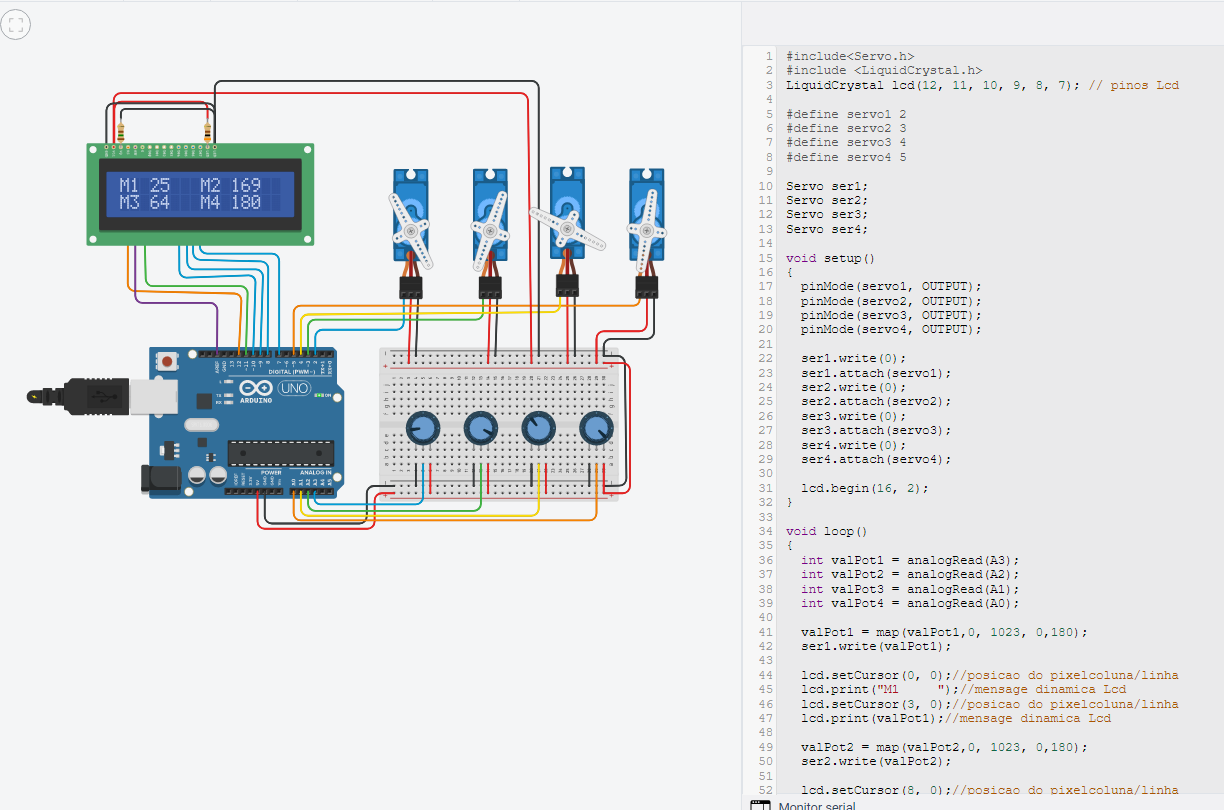 M1 25 M2 169
M3 64 M4 180
DIGITAL (PWM~)
UNO
ARDUINO
TX
RX
ON
POWER
ANALOG IN
1 #include<Servo.h>
2 #include <LiquidCrystal.h>
3 LiquidCrystal lcd(12, 11, 10, 9, 8, 7); // pinos Lcd
4
5 #define servo1 2
6 #define servo2 3
7 #define servo3 4
8 #define servo4 5
9
10 Servo ser1;
11 Servo ser2;
12 Servo ser3;
13 Servo ser4;
14
15 void setup()
16 {
17 pinMode(servo1, OUTPUT);
18 pinMode(servo2, OUTPUT);
19 pinMode(servo3, OUTPUT);
20 pinMode(servo4, OUTPUT);
21
22 ser1.write(0);
23 ser1.attach(servo1);
24 ser2.write(0);
25 ser2.attach(servo2);
26 ser3.write(0);
27 ser3.attach(servo3);
28 ser4.write(0);
29 ser4.attach(servo4);
30
31 lcd.begin(16, 2);
32 }
33
34 void loop()
35 {
36 int valPot1 = analogRead(A3);
37 int valPot2 = analogRead(A2);
38 int valPot3 = analogRead(A1);
39 int valPot4 = analogRead(A0);
40
41 valPot1 = map(valPot1,0, 1023, 0,180);
42 ser1.write(valPot1);
43
44 lcd.setCursor(0, 0);//posicao do pixelcoluna/linha
45 lcd.print("M1     ");//mensage dinamica Lcd
46 lcd.setCursor(3, 0);//posicao do pixelcoluna/linha
47 lcd.print(valPot1);//mensage dinamica Lcd
48
49 valPot2 = map(valPot2,0, 1023, 0,180);
50 ser2.write(valPot2);
51
52 lcd.setCursor(8, 0);//posicao do pixelcoluna/linha
Monitor serial